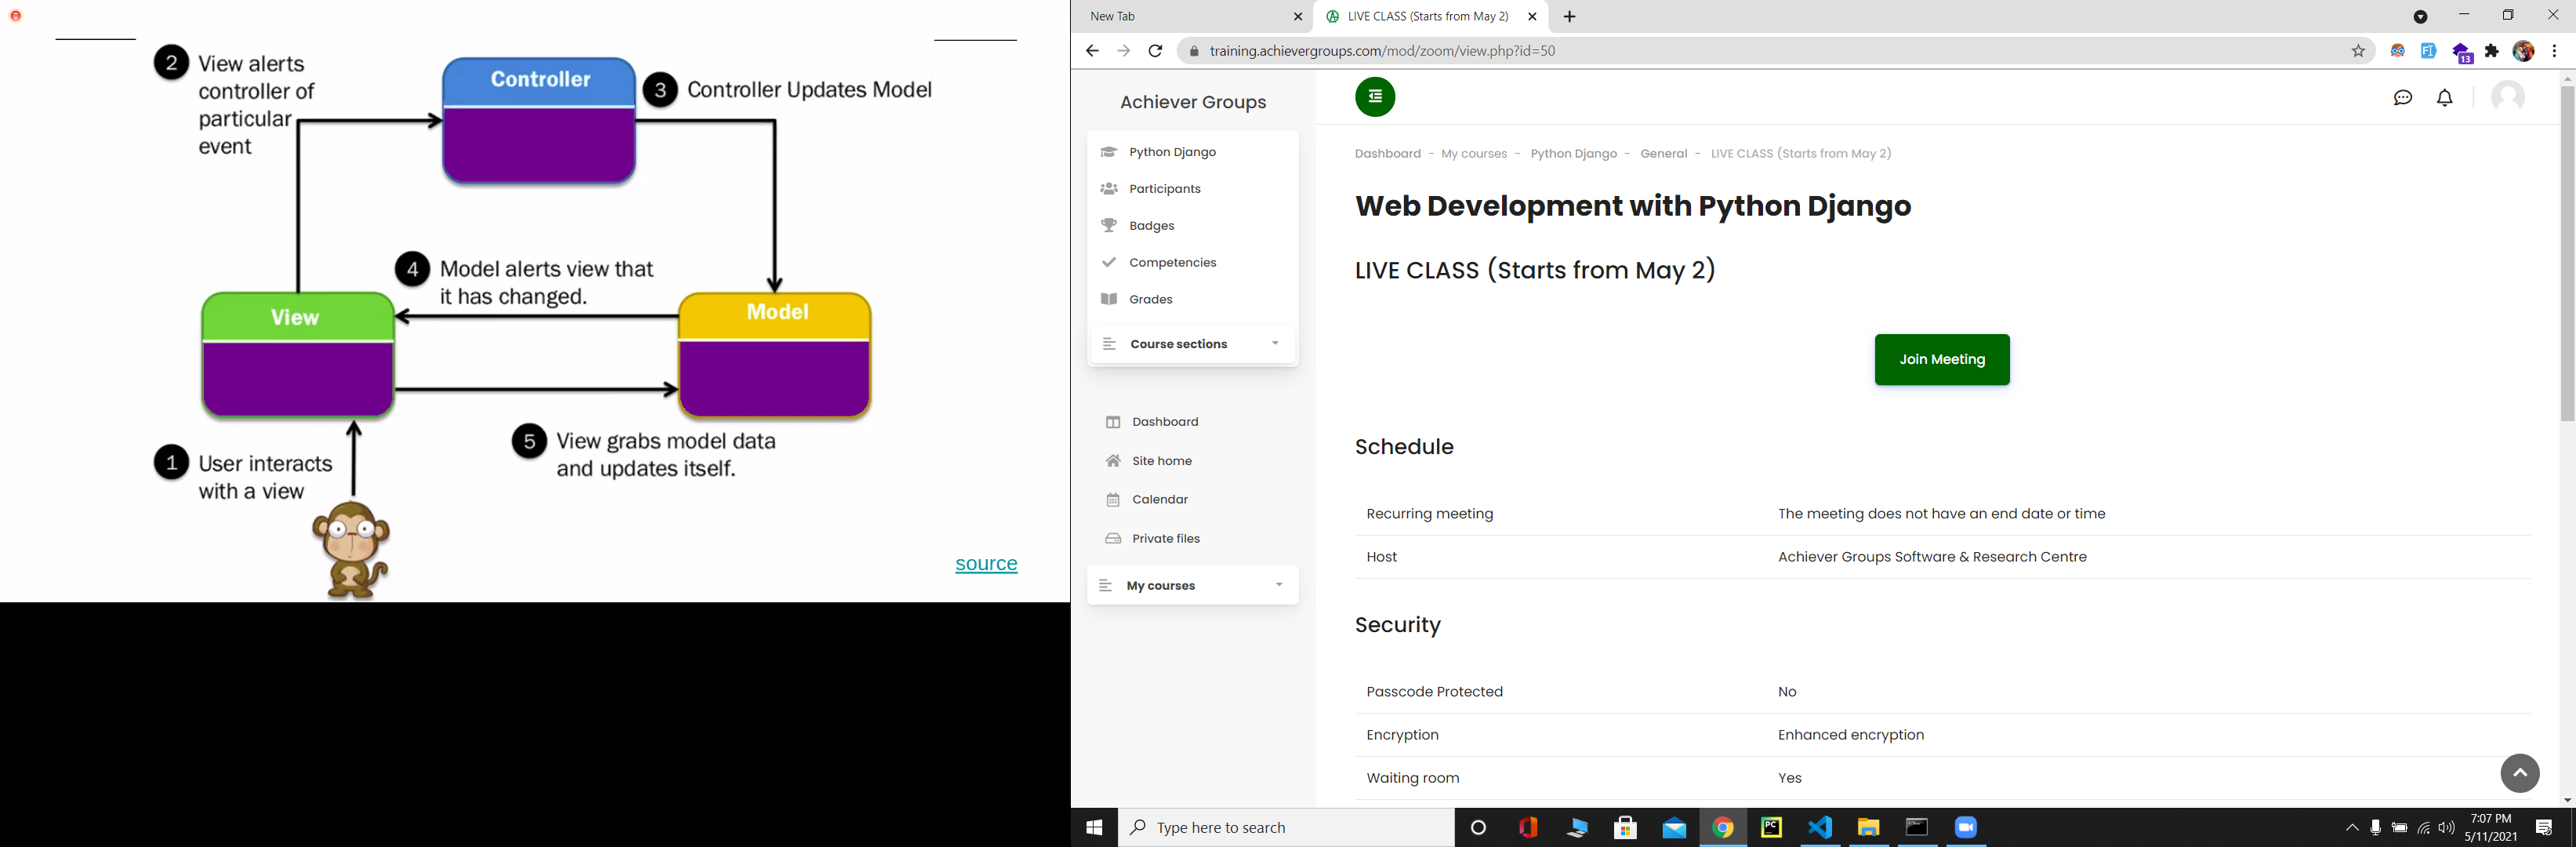 2 View alerts
controller of
particular
event
Controller
3 Controller Updates Model
4 Model alerts view that
it has changed.
View
Model
5 View grabs model data
and updates itself.
1 User interacts
with a view
source
New Tab
LIVE CLASS (Starts from May 2)
training.achievergroups.com/mod/zoom/view.php?id=50
13
Achiever Groups
Python Django
Participants
Badges
Competencies
Grades
Course sections
Dashboard
Site home
Calendar
Private files
My courses
Dashboard - My courses - Python Django - General - LIVE CLASS (Starts from May 2)
Web Development with Python Django
LIVE CLASS (Starts from May 2)
Join Meeting
Schedule
Recurring meeting The meeting does not have an end date or time
Host Achiever Groups Software & Research Centre
Security
Passcode Protected No
Encryption Enhanced encryption
Waiting room Yes
Type here to search
PC
7:07 PM
5/11/2021